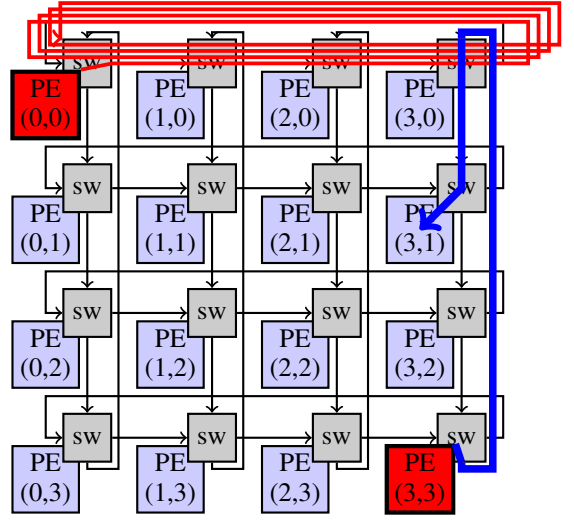 sw sw sw sw
PE PE PE PE
(0,0) (1,0) (2,0) (3,0)
sw sw sw sw
PE PE PE PE
(0,1) (1,1) (2,1) (3,1)
sw sw sw sw
PE PE PE PE
(0,2) (1,2) (2,2) (3,2)
sw sw sw sw
PE PE PE PE
(0,3) (1,3) (2,3) (3,3)